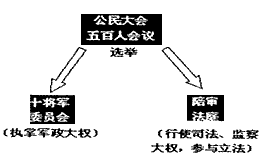 公民大会
五百人会议
选举
十将军
委员会
(执掌军政大权)
陪审
法庭
(行使司法、监察
大权，参与立法)